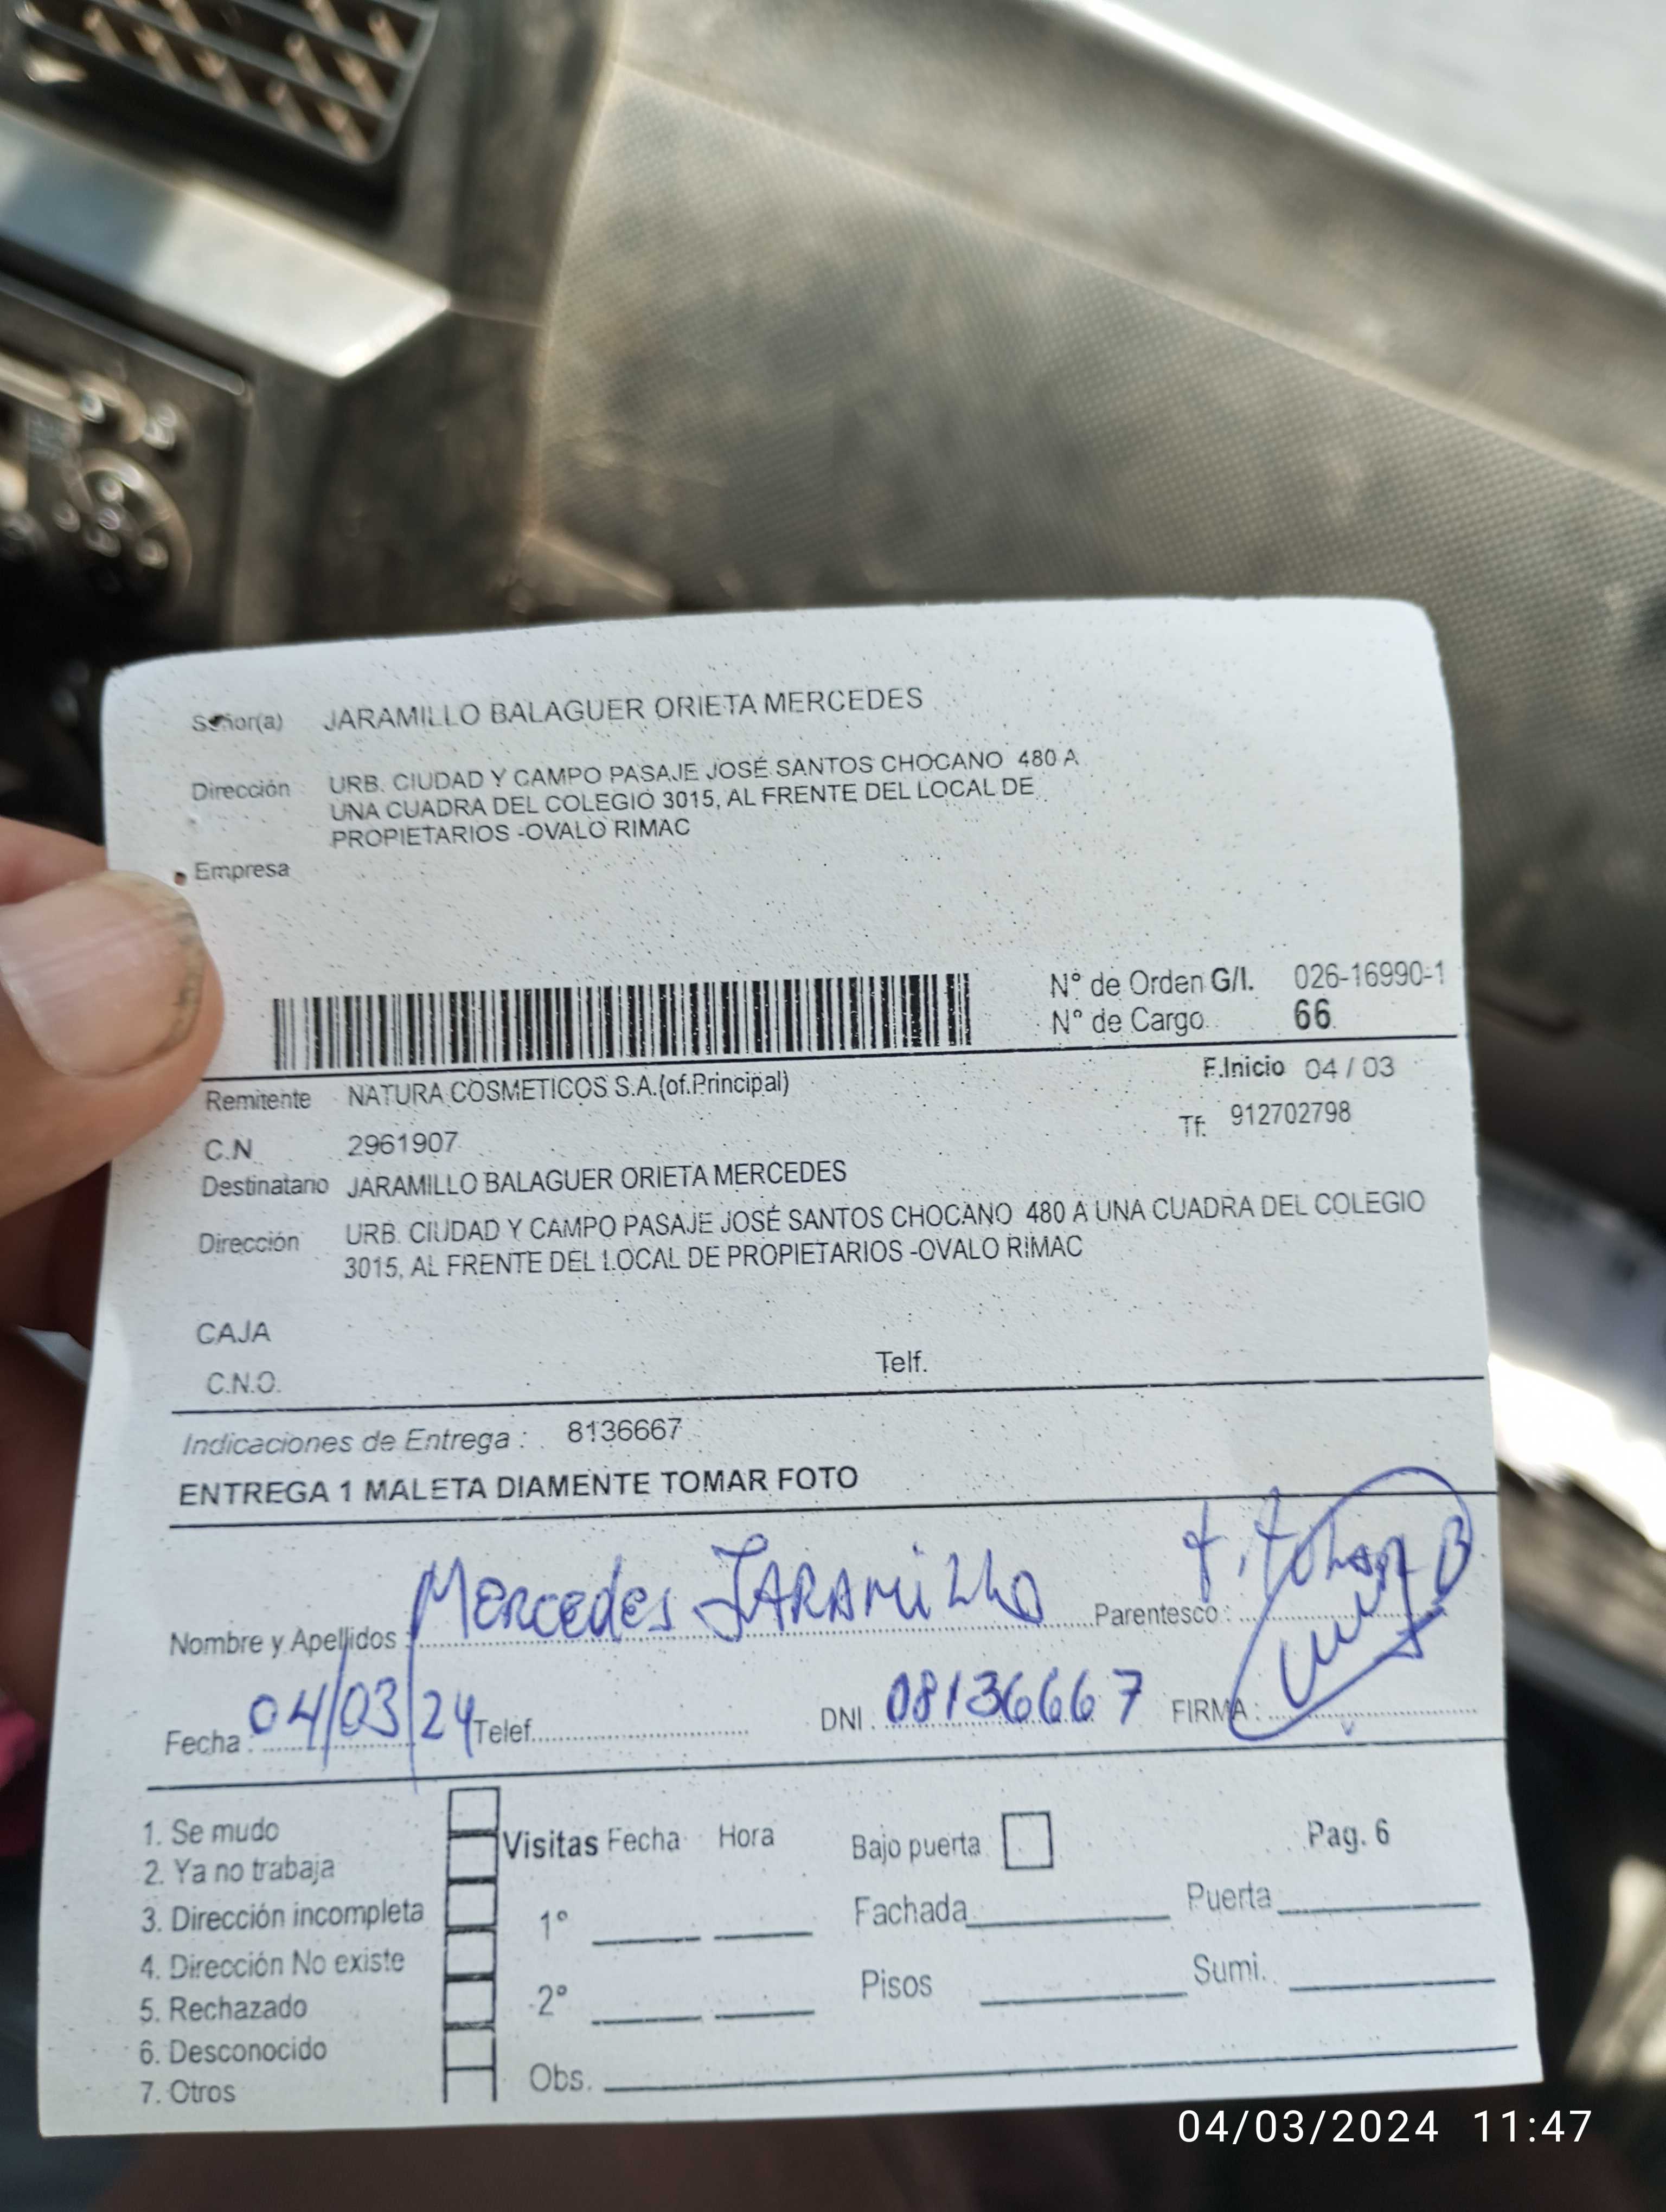 Señor(a) JARAMILLO BALAGUER ORIETA MERCEDES
Dirección URB. CIUDAD Y CAMPO PASAJE JOSÉ SANTOS CHOCANO 480 A
UNA CUADRA DEL COLEGIO 3015, AL FRENTE DEL LOCAL DE
PROPIETARIOS -OVALO RIMAC
Empresa
N° de Orden G/I. 026-16990-1
N° de Cargo 66
F.Inicio 04 / 03
Remitente NATURA COSMETICOS S.A.(of.Principal)
Tf: 912702798
C.N 2961907
Destinatario JARAMILLO BALAGUER ORIETA MERCEDES
Dirección URB. CIUDAD Y CAMPO PASAJE JOSÉ SANTOS CHOCANO 480 A UNA CUADRA DEL COLEGIO
3015, AL FRENTE DEL LOCAL DE PROPIETARIOS -OVALO RIMAC
CAJA
C.N.O. Telf.
Indicaciones de Entrega : 8136667
ENTREGA 1 MALETA DIAMENTE TOMAR FOTO
Nombre y Apellidos : Mercedes JARAMILLO Parentesco :
Fecha : 04/03/24 Telef. DNI. 08136667 FIRMA :
1. Se mudo
2. Ya no trabaja
3. Dirección incompleta
4. Dirección No existe
5. Rechazado
6. Desconocido
7. Otros
Visitas Fecha Hora
1°
2°
Obs.
Bajo puerta Pag. 6
Fachada Puerta
Pisos Sumi.
04/03/2024 11:47